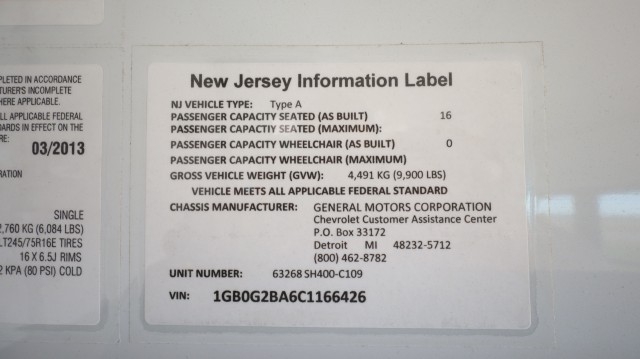 PLETED IN ACCORDANCE
TURER'S INCOMPLETE
HERE APPLICABLE.
LL APPLICABLE FEDERAL
DARDS IN EFFECT ON THE
RE:
03/2013
RATION
SINGLE
2,760 KG (6,084 LBS)
LT245/75R16E TIRES
16 X 6.5J RIMS
2 KPA (80 PSI) COLD
New Jersey Information Label
NJ VEHICLE TYPE: Type A
PASSENGER CAPACITY SEATED (AS BUILT) 16
PASSENGER CAPACTIY SEATED (MAXIMUM):
PASSENGER CAPACITY WHEELCHAIR (AS BUILT) 0
PASSENGER CAPACITY WHEELCHAIR (MAXIMUM)
GROSS VEHICLE WEIGHT (GVW): 4,491 KG (9,900 LBS)
VEHICLE MEETS ALL APPLICABLE FEDERAL STANDARD
CHASSIS MANUFACTURER: GENERAL MOTORS CORPORATION
Chevrolet Customer Assistance Center
P.O. Box 33172
Detroit MI 48232-5712
(800) 462-8782
UNIT NUMBER: 63268 SH400-C109
VIN: 1GB0G2BA6C1166426